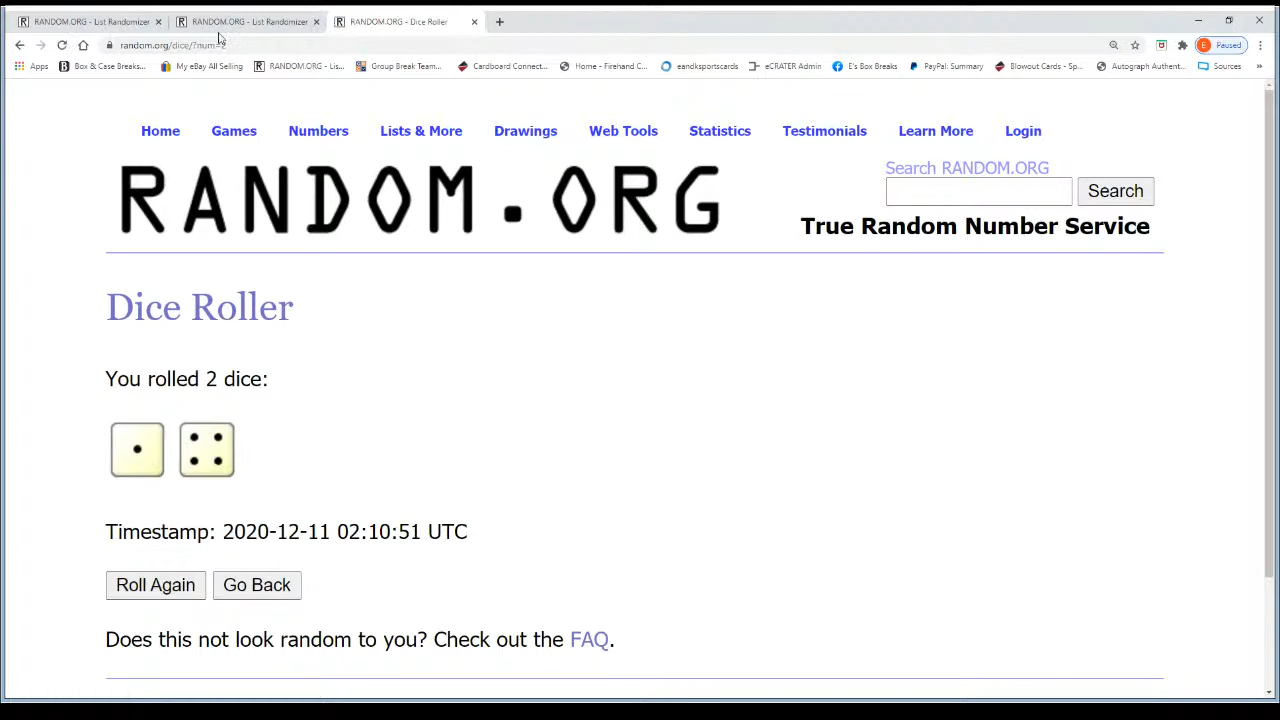 RANDOM.ORG - List Randomizer
RANDOM.ORG - List Randomizer
RANDOM.ORG - Dice Roller
random.org/dice/?num=2
Paused
Apps
Box & Case Breaks...
My eBay All Selling
RANDOM.ORG - Lis...
Group Break Team...
Cardboard Connect...
Home - Firehand C...
eandksportscards
eCRATER Admin
E's Box Breaks
PayPal: Summary
Blowout Cards - Sp...
Autograph Authent...
Sources
Home Games Numbers Lists & More Drawings Web Tools Statistics Testimonials Learn More Login
RANDOM.ORG
Search RANDOM.ORG
Search
True Random Number Service
Dice Roller
You rolled 2 dice:
Timestamp: 2020-12-11 02:10:51 UTC
Roll Again Go Back
Does this not look random to you? Check out the FAQ.